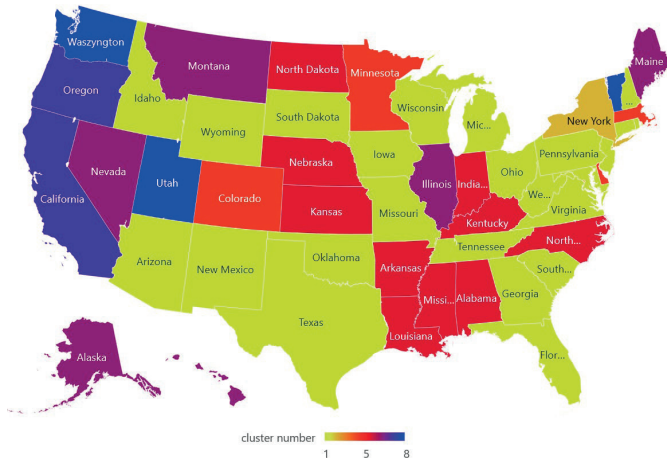 Waszyngton
Montana
North Dakota
Minnesota
Maine
Oregon
Idaho
South Dakota
Wisconsin
Mic...
...
New York
Wyoming
Iowa
Pennsylvania
Nebraska
Nevada
Utah
Colorado
Illinois
Indiana...
Ohio
We...
California
Kansas
Missouri
Kentucky
Virginia
Arizona
New Mexico
Oklahoma
Tennessee
North...
Arkansas
South...
Texas
Missi...
Alabama
Georgia
Louisiana
Flor...
Alaska
cluster number
1 5 8